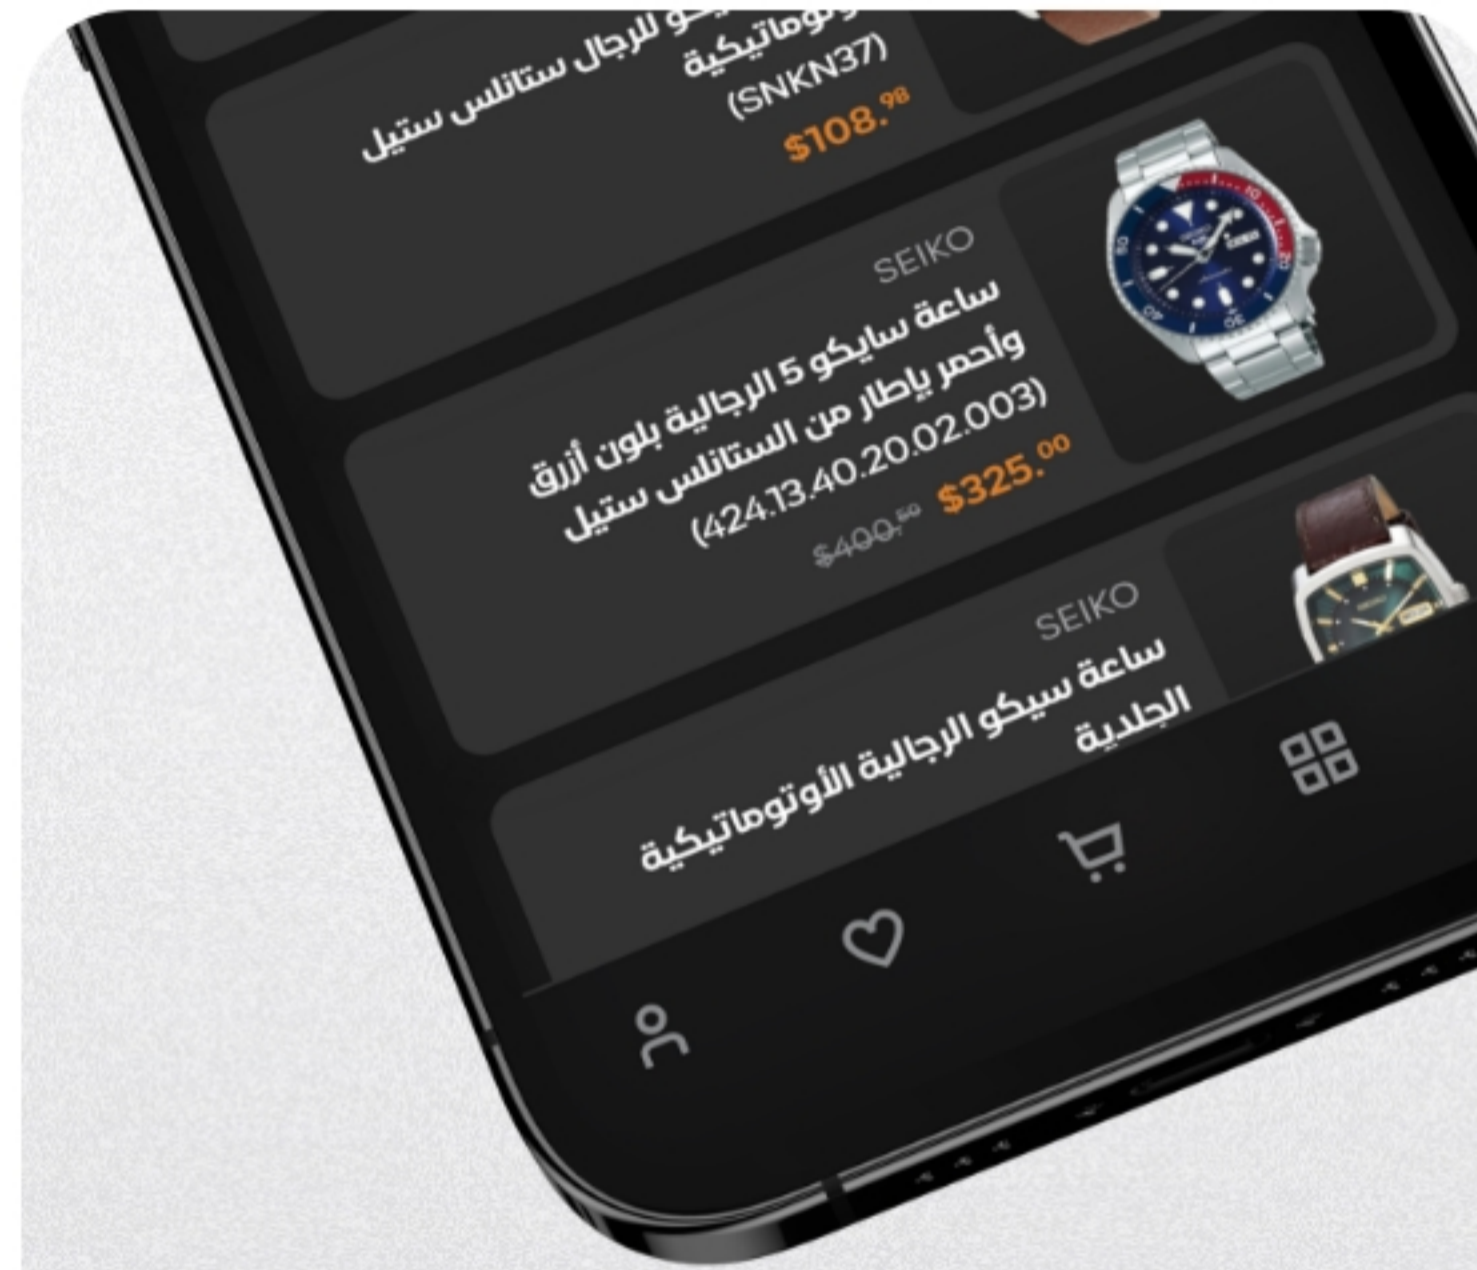 للرجال ستانلس ستيل
أوتوماتيكية
(SNKN37)
$108.98
SEIKO
ساعة سايكو 5 الرجالية بلون أزرق
وأحمر بإطار من الستانلس ستيل
(424.13.40.20.02.003)
$325.00 $400.50
SEIKO
ساعة سيكو الرجالية الأوتوماتيكية
الجلدية